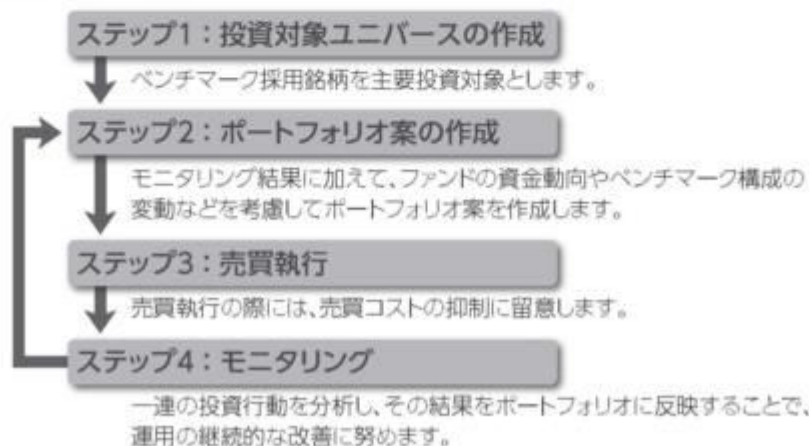 ステップ1：投資対象ユニバースの作成
ベンチマーク採用銘柄を主要投資対象とします。
ステップ2：ポートフォリオ案の作成
モニタリング結果に加えて、ファンドの資金動向やベンチマーク構成の
変動などを考慮してポートフォリオ案を作成します。
ステップ3：売買執行
売買執行の際には、売買コストの抑制に留意します。
ステップ4：モニタリング
一連の投資行動を分析し、その結果をポートフォリオに反映することで、
運用の継続的な改善に努めます。